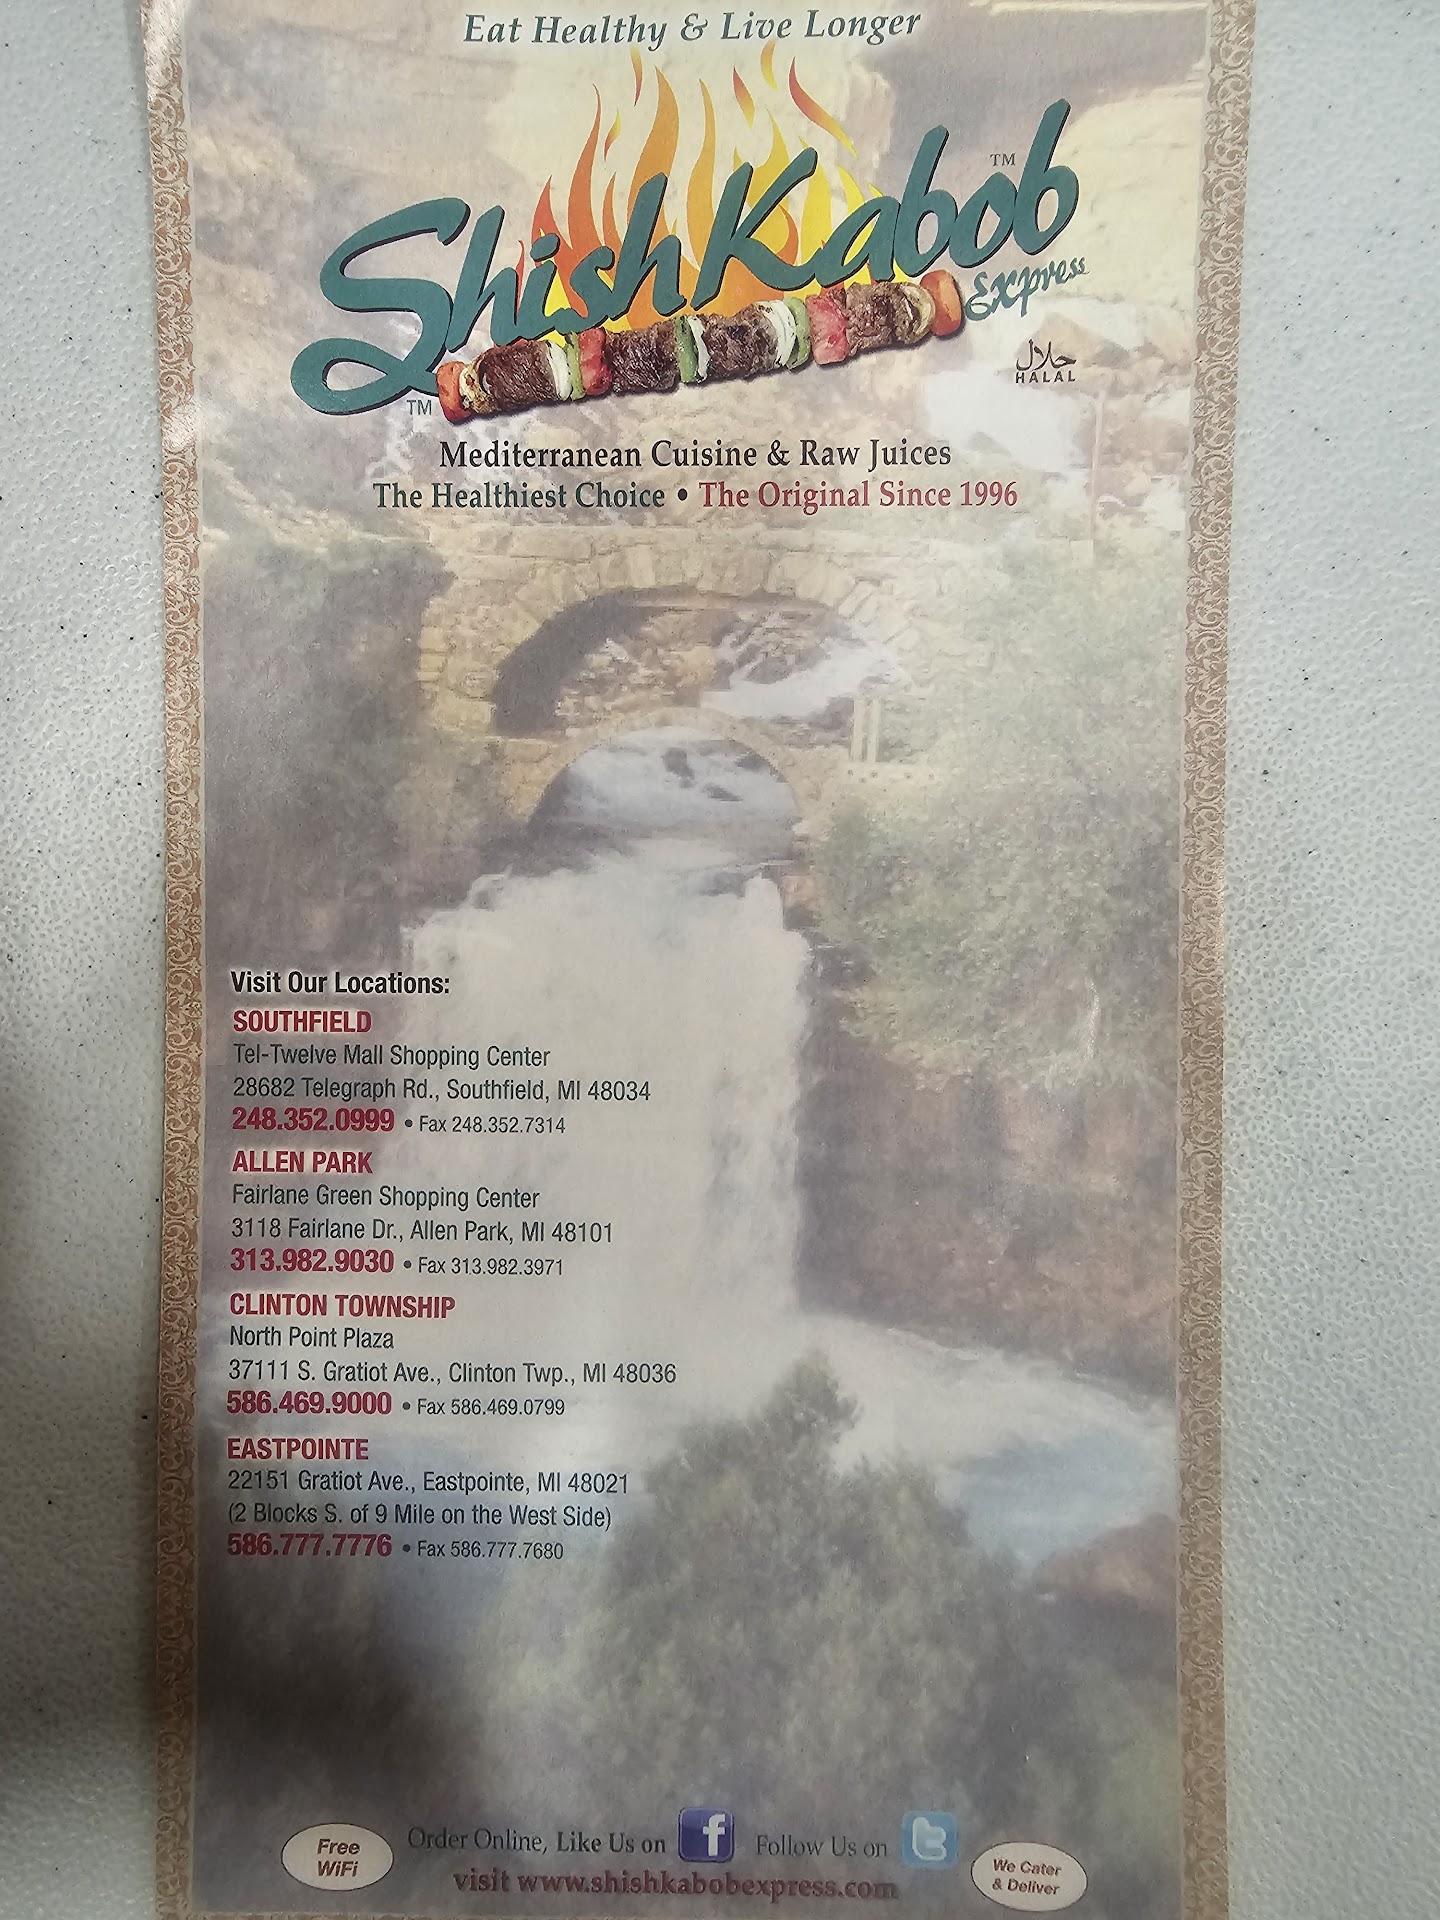 Eat Healthy & Live Longer
Shish Kabob TM
Express
TM
حلال
HALAL
Mediterranean Cuisine & Raw Juices
The Healthiest Choice • The Original Since 1996
Visit Our Locations:
SOUTHFIELD
Tel-Twelve Mall Shopping Center
28682 Telegraph Rd., Southfield, MI 48034
248.352.0999 • Fax 248.352.7314
ALLEN PARK
Fairlane Green Shopping Center
3118 Fairlane Dr., Allen Park, MI 48101
313.982.9030 • Fax 313.982.3971
CLINTON TOWNSHIP
North Point Plaza
37111 S. Gratiot Ave., Clinton Twp., MI 48036
586.469.9000 • Fax 586.469.0799
EASTPOINTE
22151 Gratiot Ave., Eastpointe, MI 48021
(2 Blocks S. of 9 Mile on the West Side)
586.777.7776 • Fax 586.777.7680
Free
WiFi
Order Online, Like Us on f Follow Us on t
visit www.shishkabobexpress.com
We Cater
& Deliver